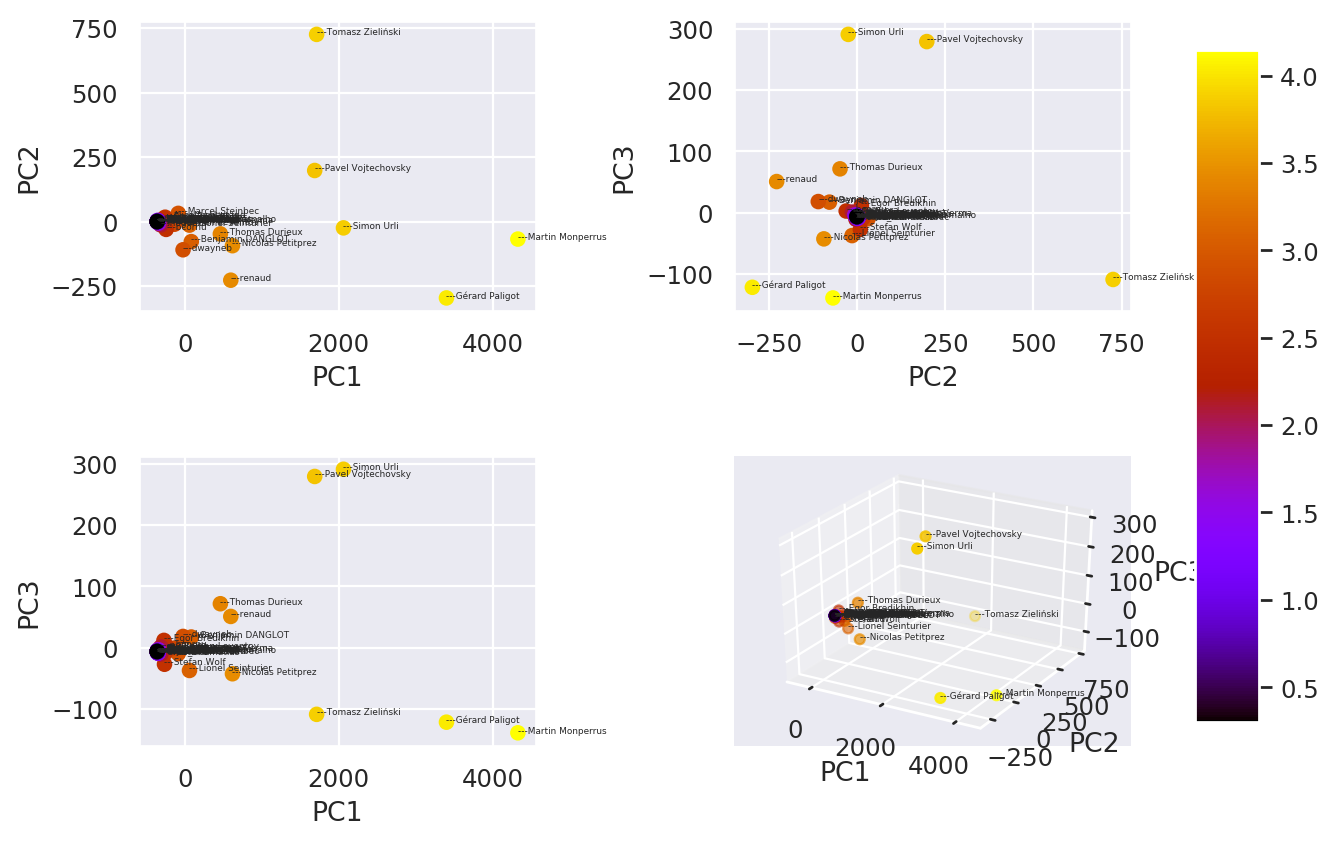 750
500
250
0
−250
PC2
---Tomasz Zieliński
---Pavel Vojtechovsky
---Marcel Steinbec
---Simon Urli
---Thomas Durieux
---Martin Monperrus
---Benjamin DANGLOT
---Nicolas Petitprez
---dwayneb
---renaud
---Gérard Paligot
0
2000
4000
PC1
300
200
100
0
−100
PC3
---Simon Urli
---Pavel Vojtechovsky
---Thomas Durieux
---renaud
---dwayneb
---Benjamin DANGLOT
---Egor Bredikhin
---Stefan Wolf
---Lionel Seinturier
---Nicolas Petitprez
---Tomasz Zielińsk
---Gérard Paligot
---Martin Monperrus
−250
0
250
500
750
PC2
4.0
3.5
3.0
2.5
2.0
1.5
1.0
0.5
300
200
100
0
−100
PC3
---Simon Urli
---Pavel Vojtechovsky
---Thomas Durieux
---renaud
---dwayneb
---Benjamin DANGLOT
---Egor Bredikhin
---Stefan Wolf
---Lionel Seinturier
---Nicolas Petitprez
---Tomasz Zieliński
---Gérard Paligot
---Martin Monperrus
0
2000
4000
PC1
300
200
100
0
−100
---Pavel Vojtechovsky
---Simon Urli
---Thomas Durieux
---Egor Bredikhin
---Tomasz Zieliński
---Lionel Seinturier
---Nicolas Petitprez
---Gérard Paligot
---Martin Monperrus
750
500
250
0
−250
PC2
0
2000
4000
PC1